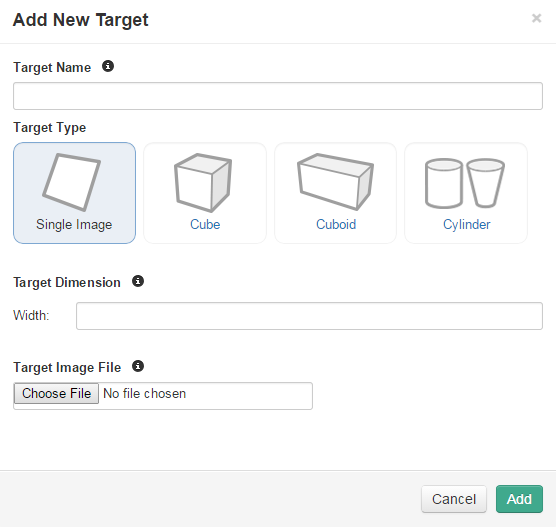 Add New Target ×
Target Name
Target Type
Single Image Cube Cuboid Cylinder
Target Dimension
Width:
Target Image File
Choose File No file chosen
Cancel Add